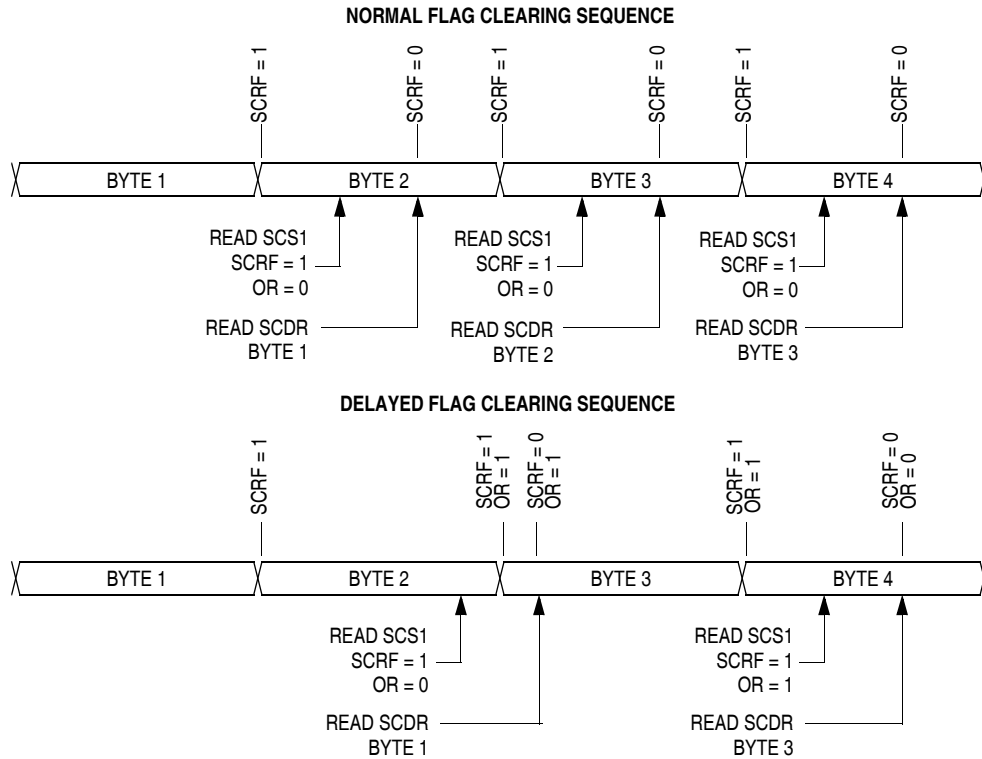 NORMAL FLAG CLEARING SEQUENCE
SCRF = 1
SCRF = 0
SCRF = 1
SCRF = 0
SCRF = 1
SCRF = 0
BYTE 1
BYTE 2
BYTE 3
BYTE 4
READ SCS1
SCRF = 1
OR = 0
READ SCDR
BYTE 1
READ SCS1
SCRF = 1
OR = 0
READ SCDR
BYTE 2
READ SCS1
SCRF = 1
OR = 0
READ SCDR
BYTE 3
DELAYED FLAG CLEARING SEQUENCE
SCRF = 1
SCRF = 1
OR = 1
SCRF = 0
OR = 1
SCRF = 1
OR = 1
SCRF = 0
OR = 0
BYTE 1
BYTE 2
BYTE 3
BYTE 4
READ SCS1
SCRF = 1
OR = 0
READ SCDR
BYTE 1
READ SCS1
SCRF = 1
OR = 1
READ SCDR
BYTE 3